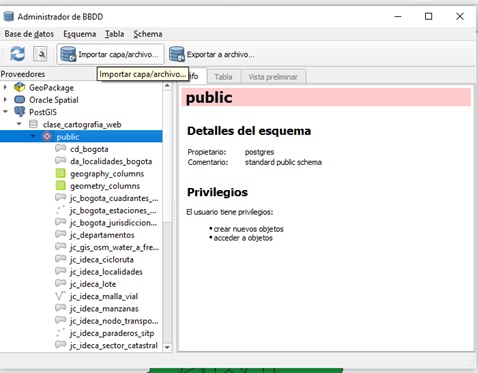 Administrador de BBDD
Base de datos Esquema Tabla Schema
Importar capa/archivo... Exportar a archivo...
Proveedores
Importar capa/archivo...
Info Tabla Vista preliminar
GeoPackage
Oracle Spatial
PostGIS
clase_cartografia_web
public
cd_bogota
da_localidades_bogota
geography_columns
geometry_columns
jc_bogota_cuadrantes_...
jc_bogota_estaciones_...
jc_bogota_jurisdiccion...
jc_departamentos
jc_gis_osm_water_a_fre...
jc_ideca_cicloruta
jc_ideca_localidades
jc_ideca_lote
jc_ideca_malla_vial
jc_ideca_manzanas
jc_ideca_nodo_transpo...
jc_ideca_paraderos_sitp
jc_ideca_sector_catastral
public
Detalles del esquema
Propietario: postgres
Comentario: standard public schema
Privilegios
El usuario tiene privilegios:
• crear nuevos objetos
• acceder a objetos